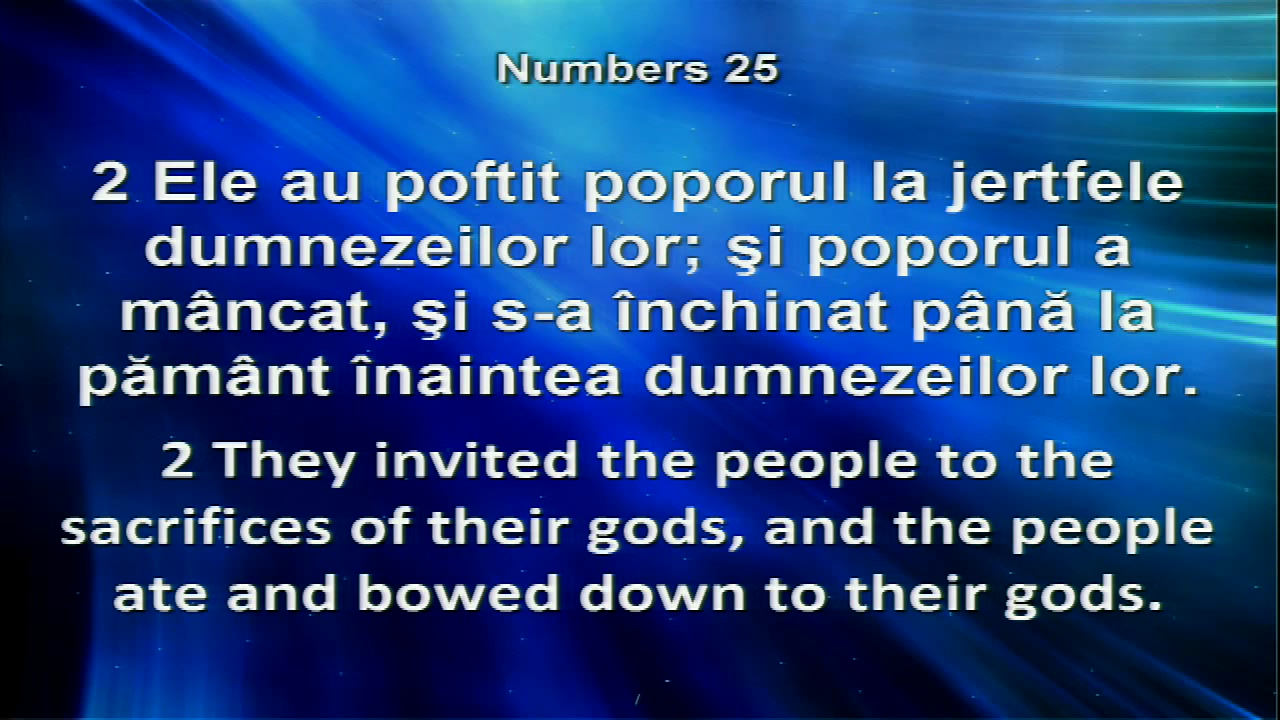 Numbers 25
2 Ele au poftit poporul la jertfele
dumnezeilor lor; şi poporul a
mâncat, şi s-a închinat până la
pământ înaintea dumnezeilor lor.
2 They invited the people to the
sacrifices of their gods, and the people
ate and bowed down to their gods.